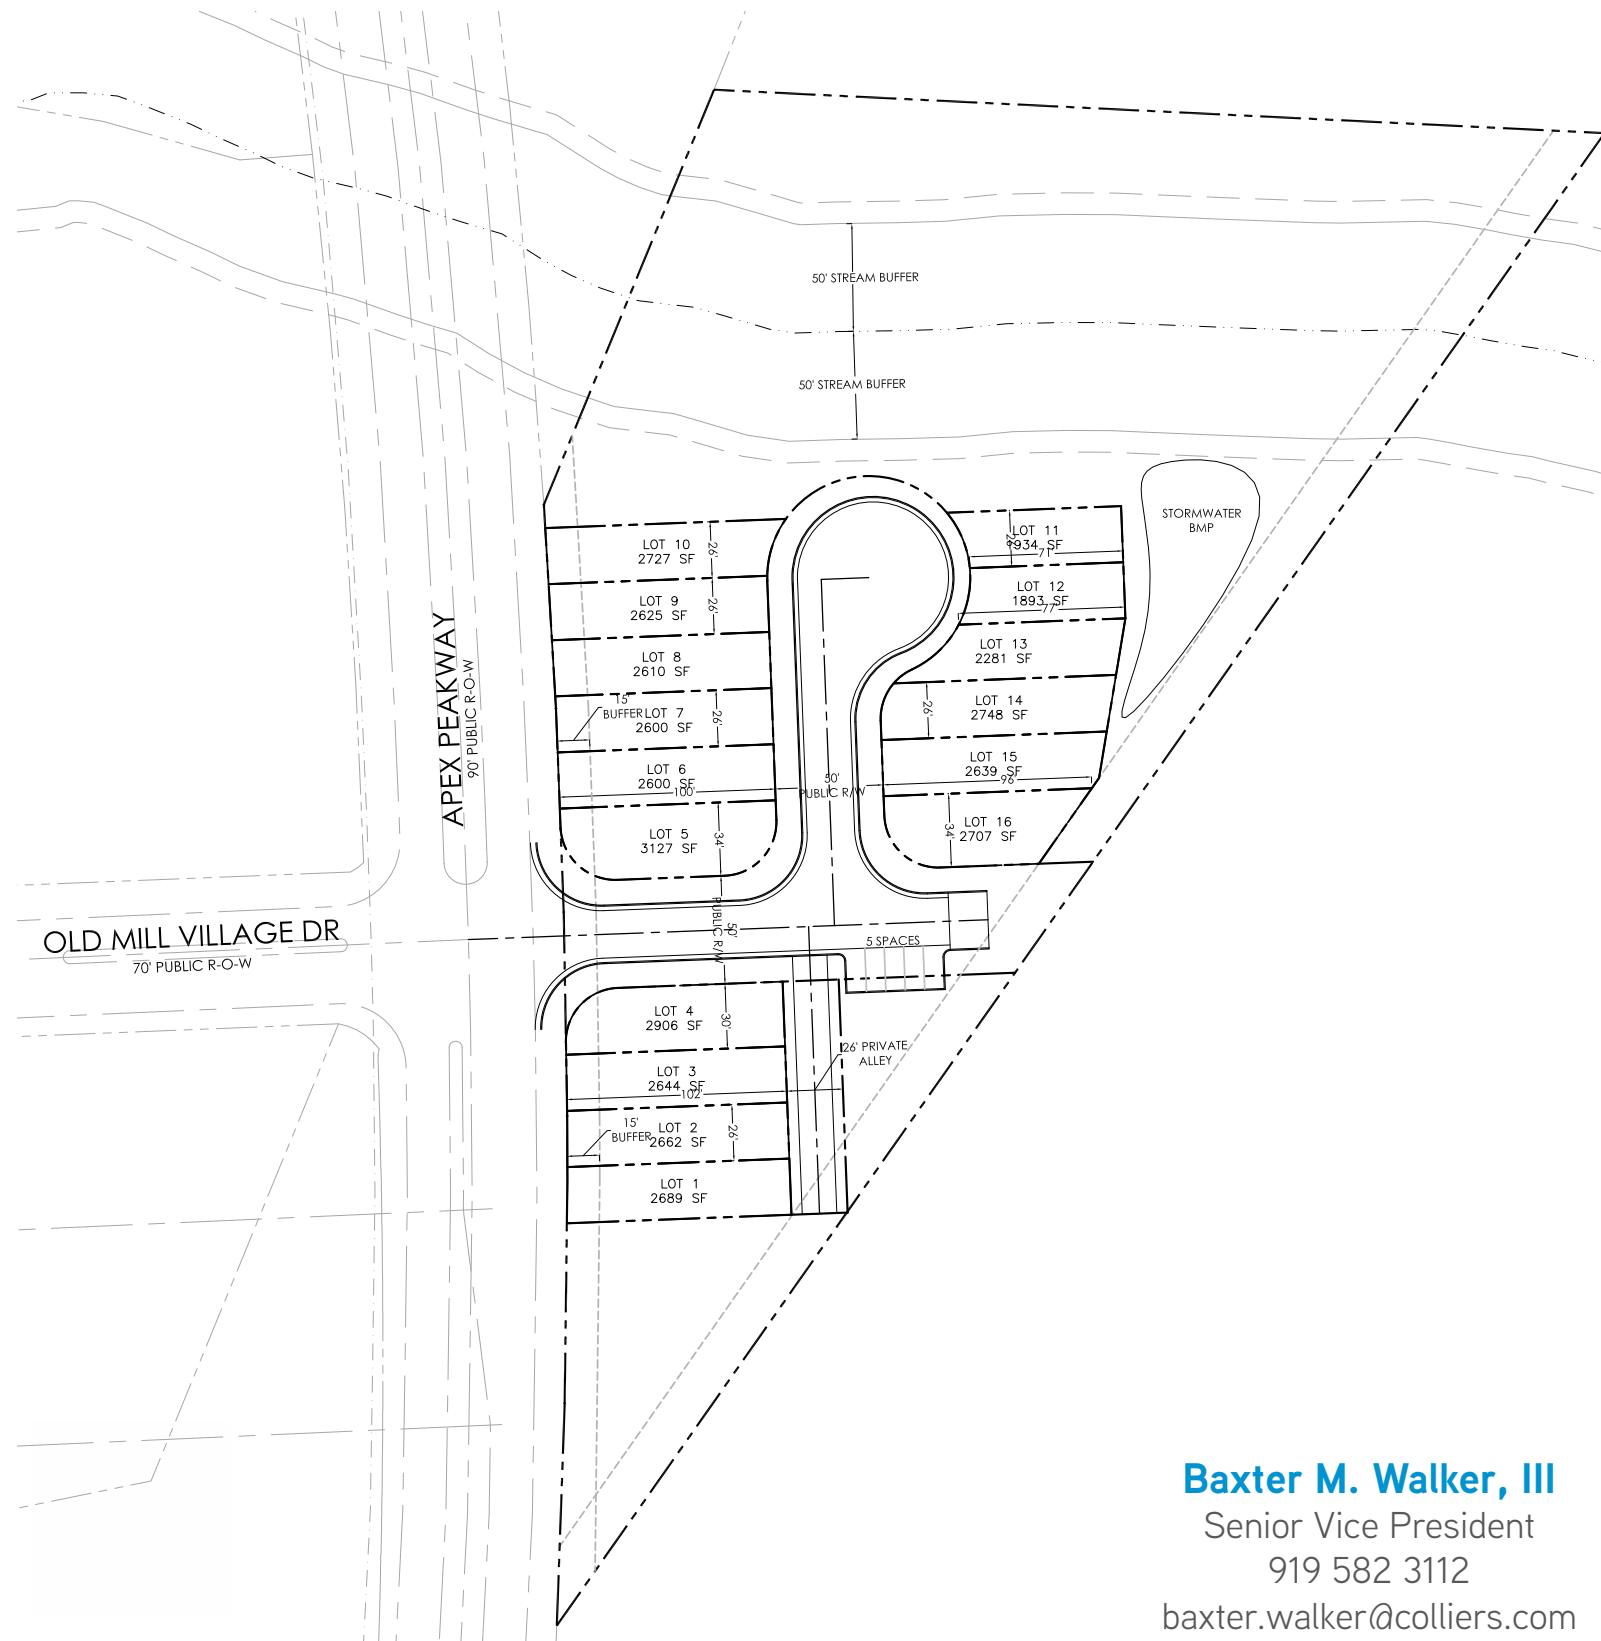 50' STREAM BUFFER
50' STREAM BUFFER
STORMWATER
BMP
LOT 10
2727 SF
26'
LOT 9
2625 SF
26'
LOT 8
2610 SF
15'
BUFFER
LOT 7
2600 SF
26'
LOT 6
2600 SF
100'
LOT 5
3127 SF
34'
LOT 11
1934 SF
26'
71'
LOT 12
1893 SF
77'
LOT 13
2281 SF
LOT 14
2748 SF
26'
LOT 15
2639 SF
96'
LOT 16
2707 SF
34'
50'
PUBLIC R/W
APEX PEAKWAY
90' PUBLIC R-O-W
OLD MILL VILLAGE DR
70' PUBLIC R-O-W
50'
PUBLIC R/W
5 SPACES
LOT 4
2906 SF
30'
26' PRIVATE
ALLEY
LOT 3
2644 SF
102'
15'
BUFFER
LOT 2
2662 SF
26'
LOT 1
2689 SF
Baxter M. Walker, III
Senior Vice President
919 582 3112
baxter.walker@colliers.com